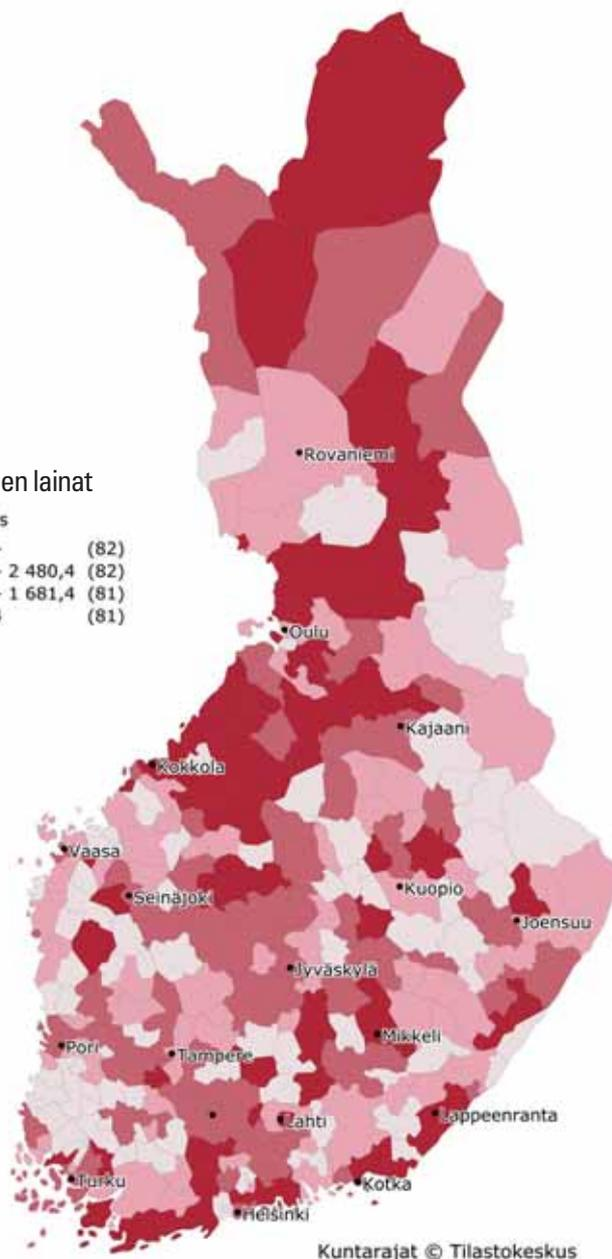 Rovaniemi
en lainat
s
- (82)
- 2 480,4 (82)
- 1 681,4 (81)
(81)
Oulu
Kajaani
Kokkola
Vaasa
Seinäjoki
Kuopio
Joensuu
Jyväskylä
Mikkeli
Pori
Tampere
Lahti
Lappeenranta
Turku
Kotka
Helsinki
Kuntarajat © Tilastokeskus